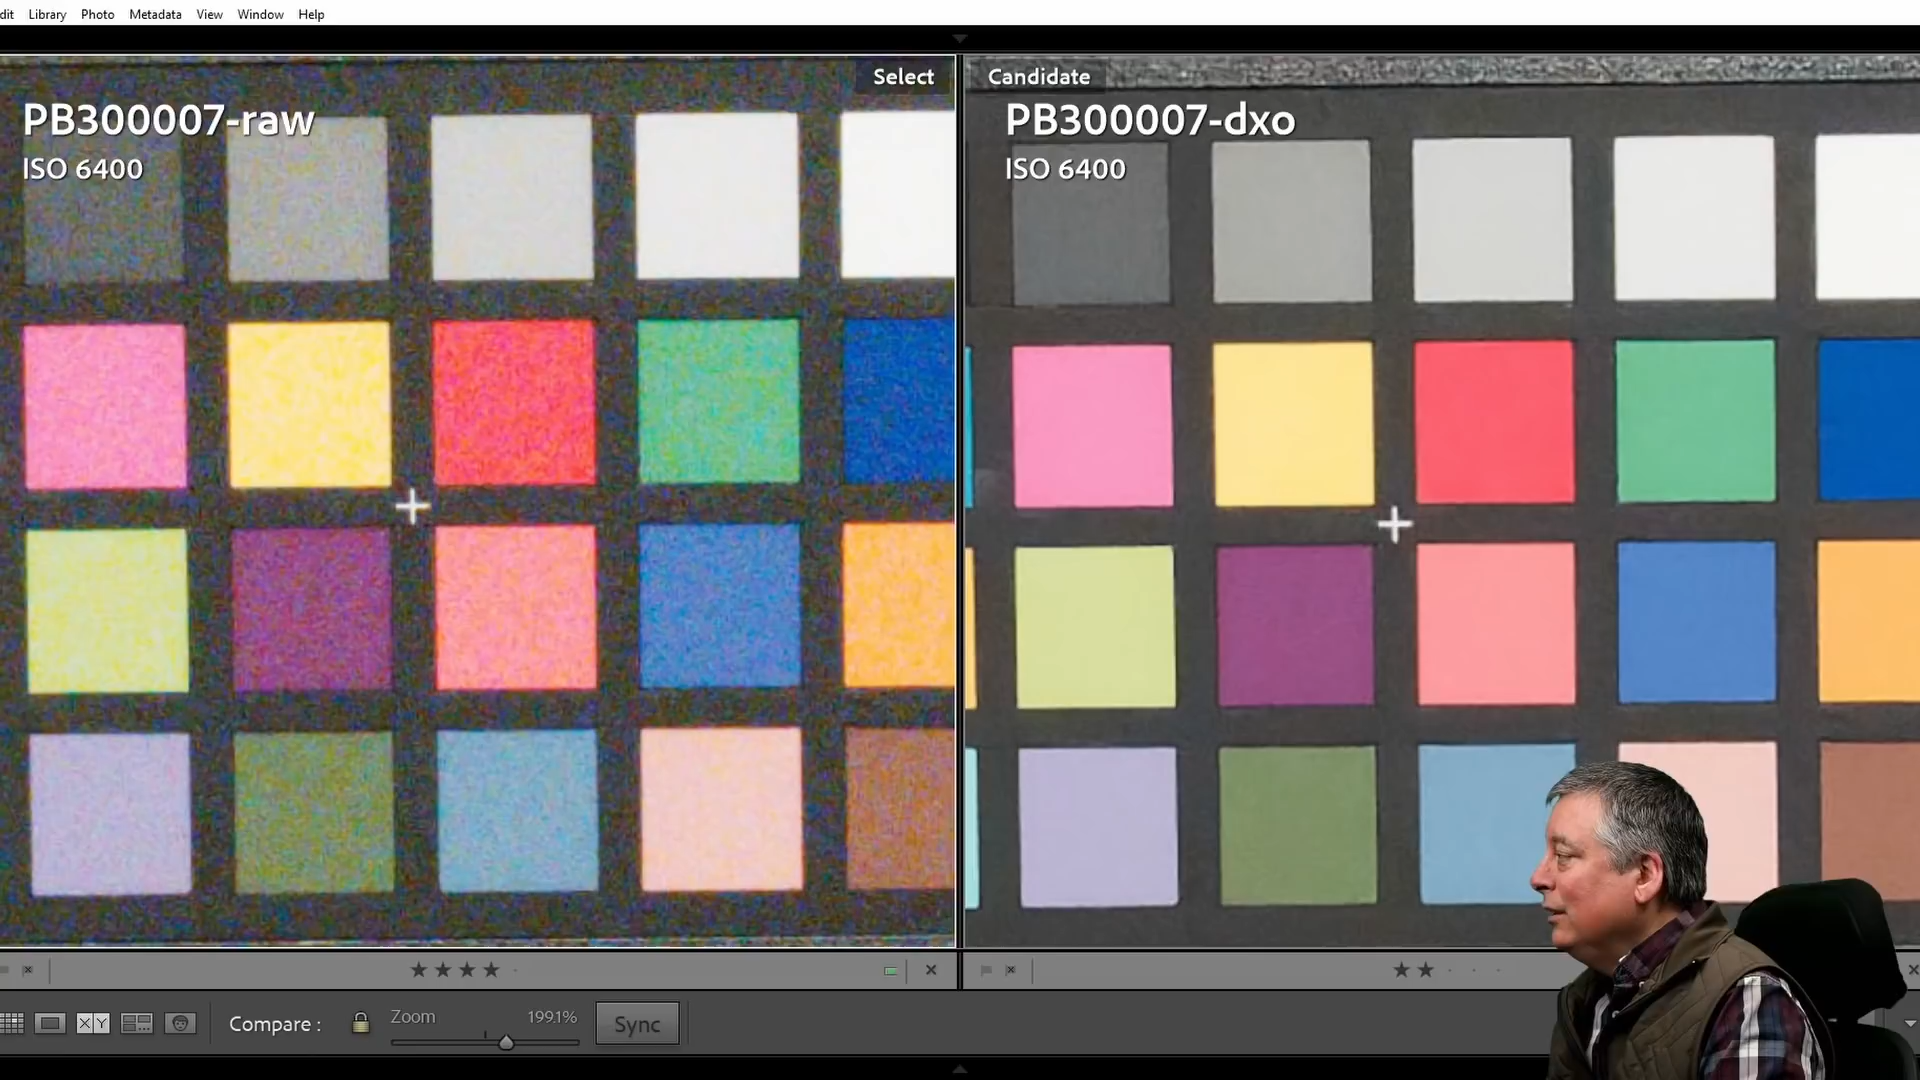 dit Library Photo Metadata View Window Help
Select
Candidate
PB300007-raw
ISO 6400
PB300007-dxo
ISO 6400
Compare :
Zoom
199.1%
Sync
XY